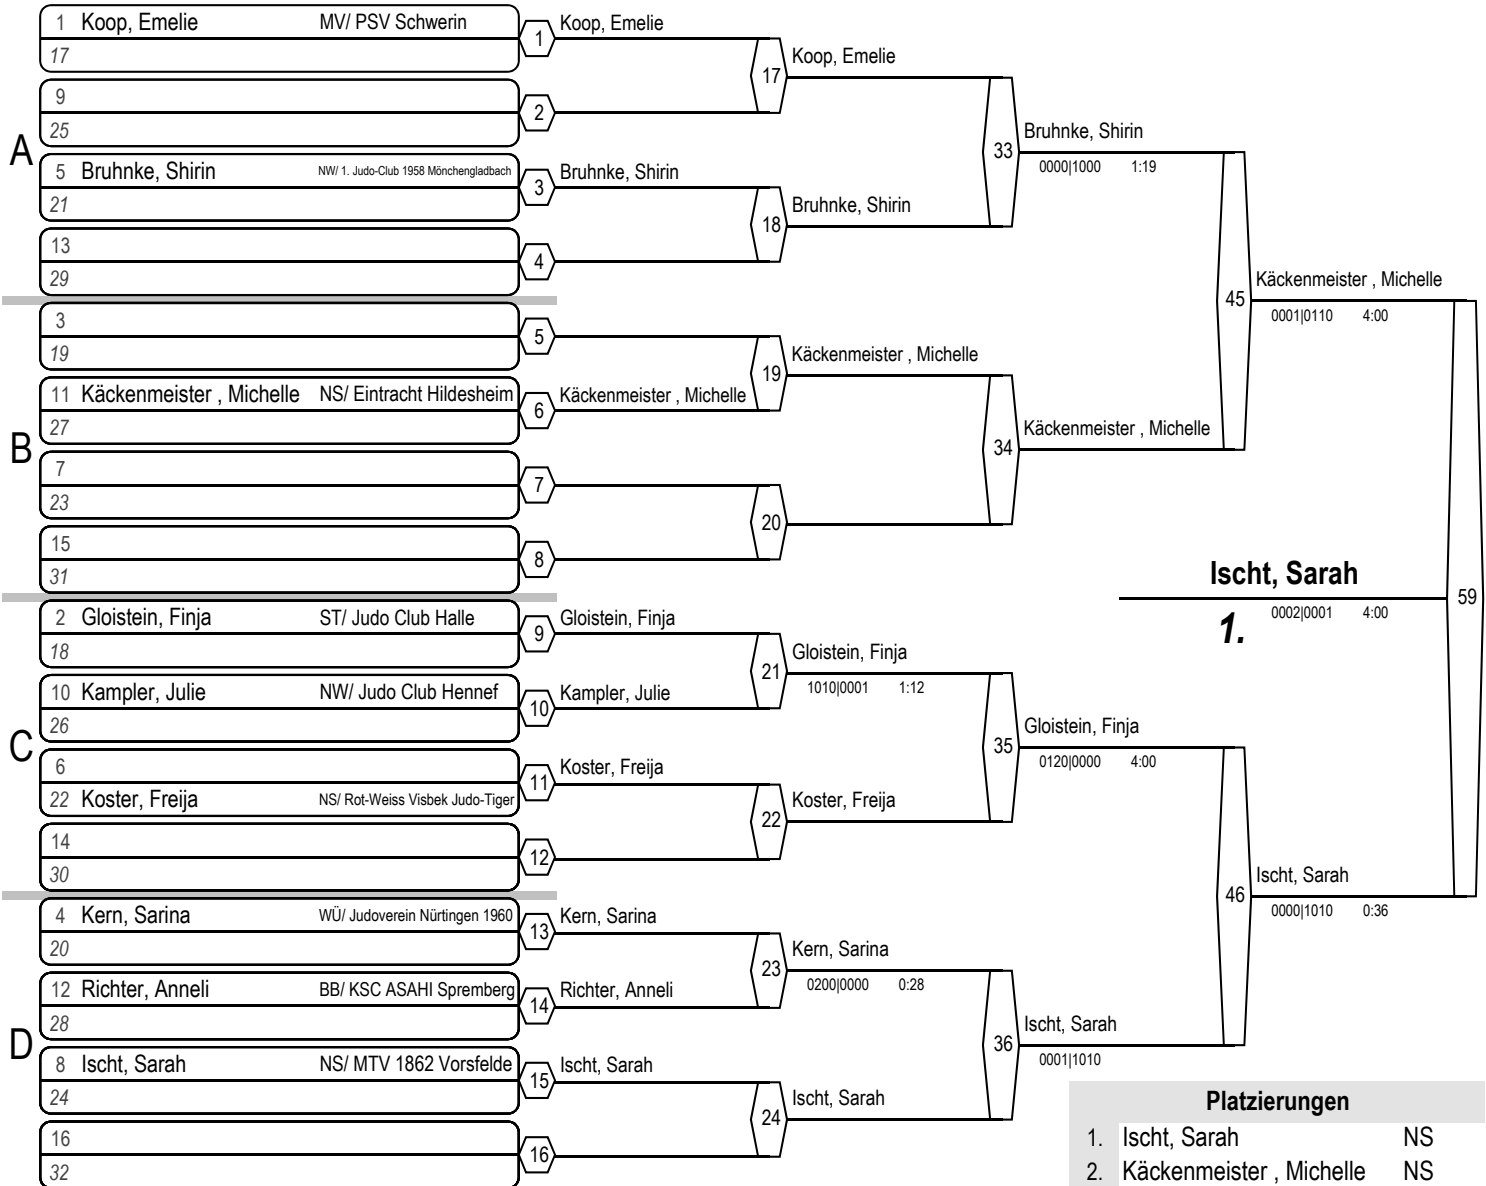 1 Koop, Emelie MV/ PSV Schwerin
17
1
Koop, Emelie
9
25
2
17
Koop, Emelie
A
5 Bruhnke, Shirin NW/ 1. Judo-Club 1958 Mönchengladbach
21
3
Bruhnke, Shirin
13
29
4
18
Bruhnke, Shirin
33
Bruhnke, Shirin
0000|1000 1:19
3
19
5
11 Käckenmeister , Michelle NS/ Eintracht Hildesheim
27
6
Käckenmeister , Michelle
19
Käckenmeister , Michelle
B
7
23
7
15
31
8
20
34
Käckenmeister , Michelle
45
Käckenmeister , Michelle
0001|0110 4:00
2 Gloistein, Finja ST/ Judo Club Halle
18
9
Gloistein, Finja
10 Kampler, Julie NW/ Judo Club Hennef
26
10
Kampler, Julie
21
Gloistein, Finja
1010|0001 1:12
C
6
22 Koster, Freija NS/ Rot-Weiss Visbek Judo-Tiger
11
Koster, Freija
14
30
12
22
Koster, Freija
35
Gloistein, Finja
0120|0000 4:00
4 Kern, Sarina WÜ/ Judoverein Nürtingen 1960
20
13
Kern, Sarina
12 Richter, Anneli BB/ KSC ASAHI Spremberg
28
14
Richter, Anneli
23
Kern, Sarina
0200|0000 0:28
D
8 Ischt, Sarah NS/ MTV 1862 Vorsfelde
24
15
Ischt, Sarah
16
32
16
24
Ischt, Sarah
36
Ischt, Sarah
0001|1010
46
Ischt, Sarah
0000|1010 0:36
59
Ischt, Sarah
1.
0002|0001 4:00
Platzierungen
1. Ischt, Sarah NS
2. Käckenmeister , Michelle NS